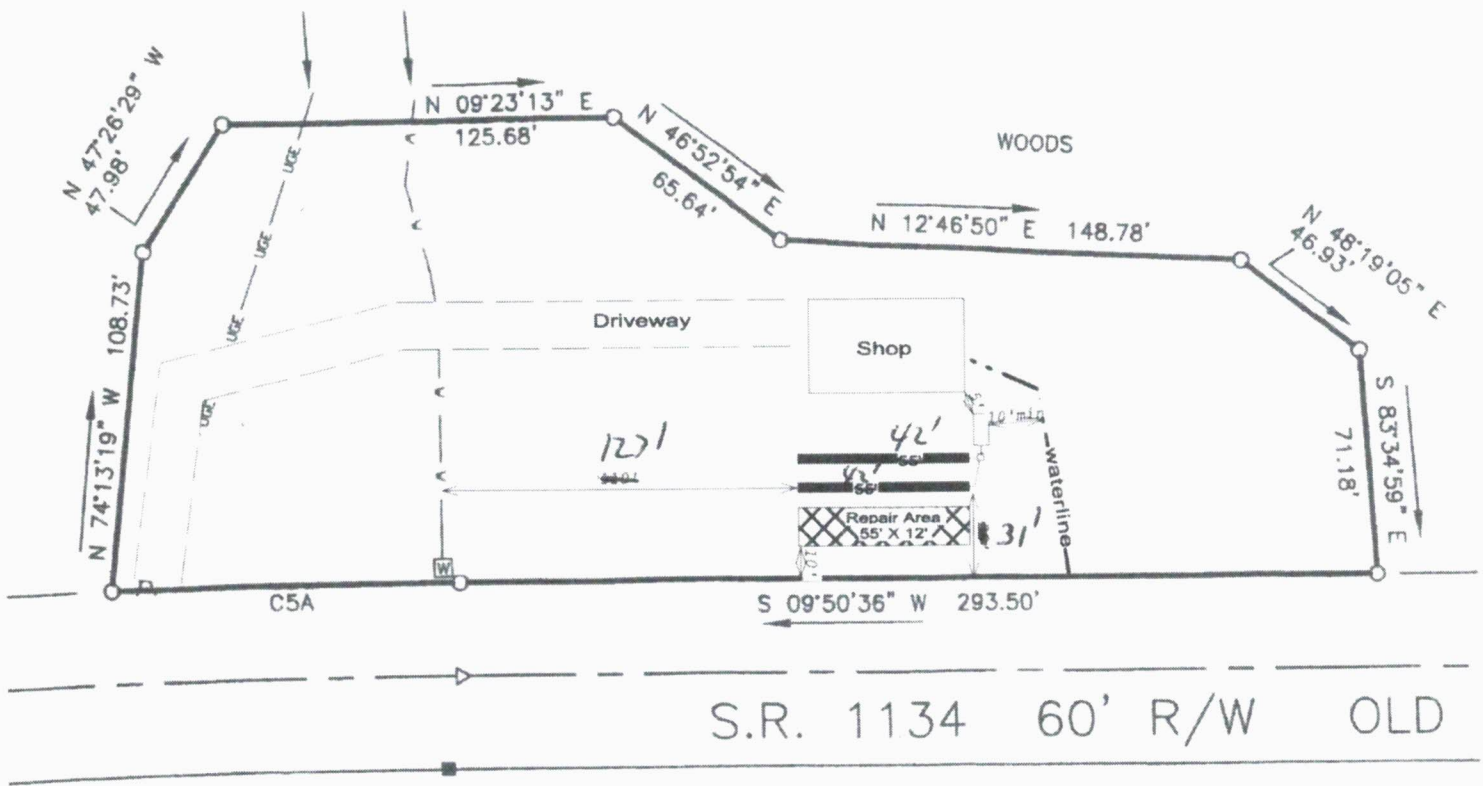 N 47°26'29" W
47.98'
N 09°23'13" E
125.68'
N 46°52'54" E
65.64'
WOODS
N 12°46'50" E 148.78'
N 48°19'05" E
46.93'
UGE
UGE
UGE
UGE
N 74°13'19" W 108.73'
Driveway
Shop
5'
10'min
S 83°34'59" E
71.18'
123'
42'
55'
42'
55'
waterline
Repair Area
55' X 12'
31'
10'
W
C5A
S 09°50'36" W 293.50'
S.R. 1134 60' R/W OLD